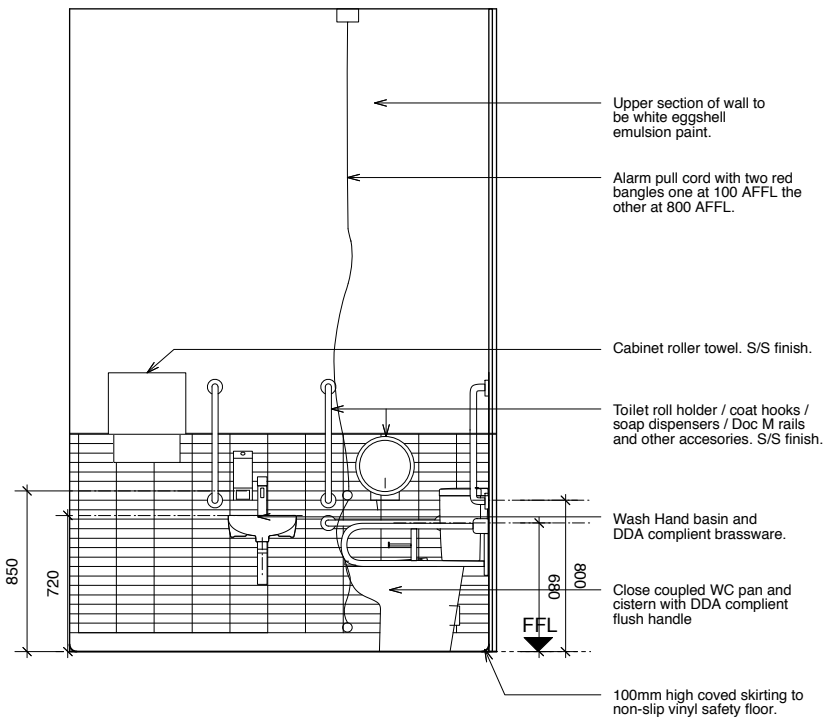 Upper section of wall to
be white eggshell
emulsion paint.
Alarm pull cord with two red
bangles one at 100 AFFL the
other at 800 AFFL.
Cabinet roller towel. S/S finish.
Toilet roll holder / coat hooks /
soap dispensers / Doc M rails
and other accesories. S/S finish.
Wash Hand basin and
DDA complient brassware.
Close coupled WC pan and
cistern with DDA complient
flush handle
100mm high coved skirting to
non-slip vinyl safety floor.
850
720
680
800
FFL